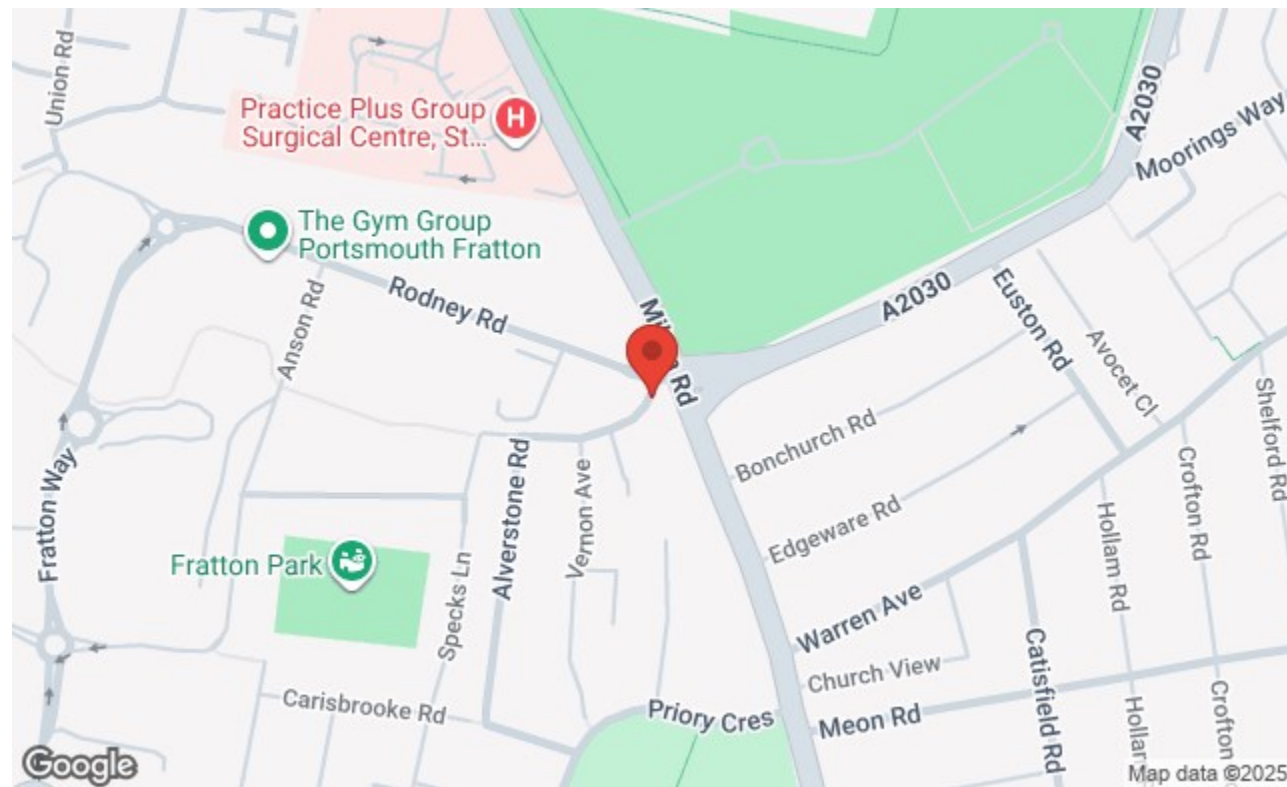 Union Rd
Practice Plus Group
Surgical Centre, St...
H
A2030
Moorings Way
The Gym Group
Portsmouth Fratton
Rodney Rd
Anson Rd
Rd
A2030
Euston Rd
Avocet Cl
Shelford Rd
Bonchurch Rd
Edgeware Rd
Crofton Rd
Hollam Rd
Fratton Way
Alverstone Rd
Vernon Ave
Fratton Park
Specks Ln
Warren Ave
Church View
Catisfield Rd
Carisbrooke Rd
Priory Cres
Meon Rd
Crofton
Google
Map data ©2025